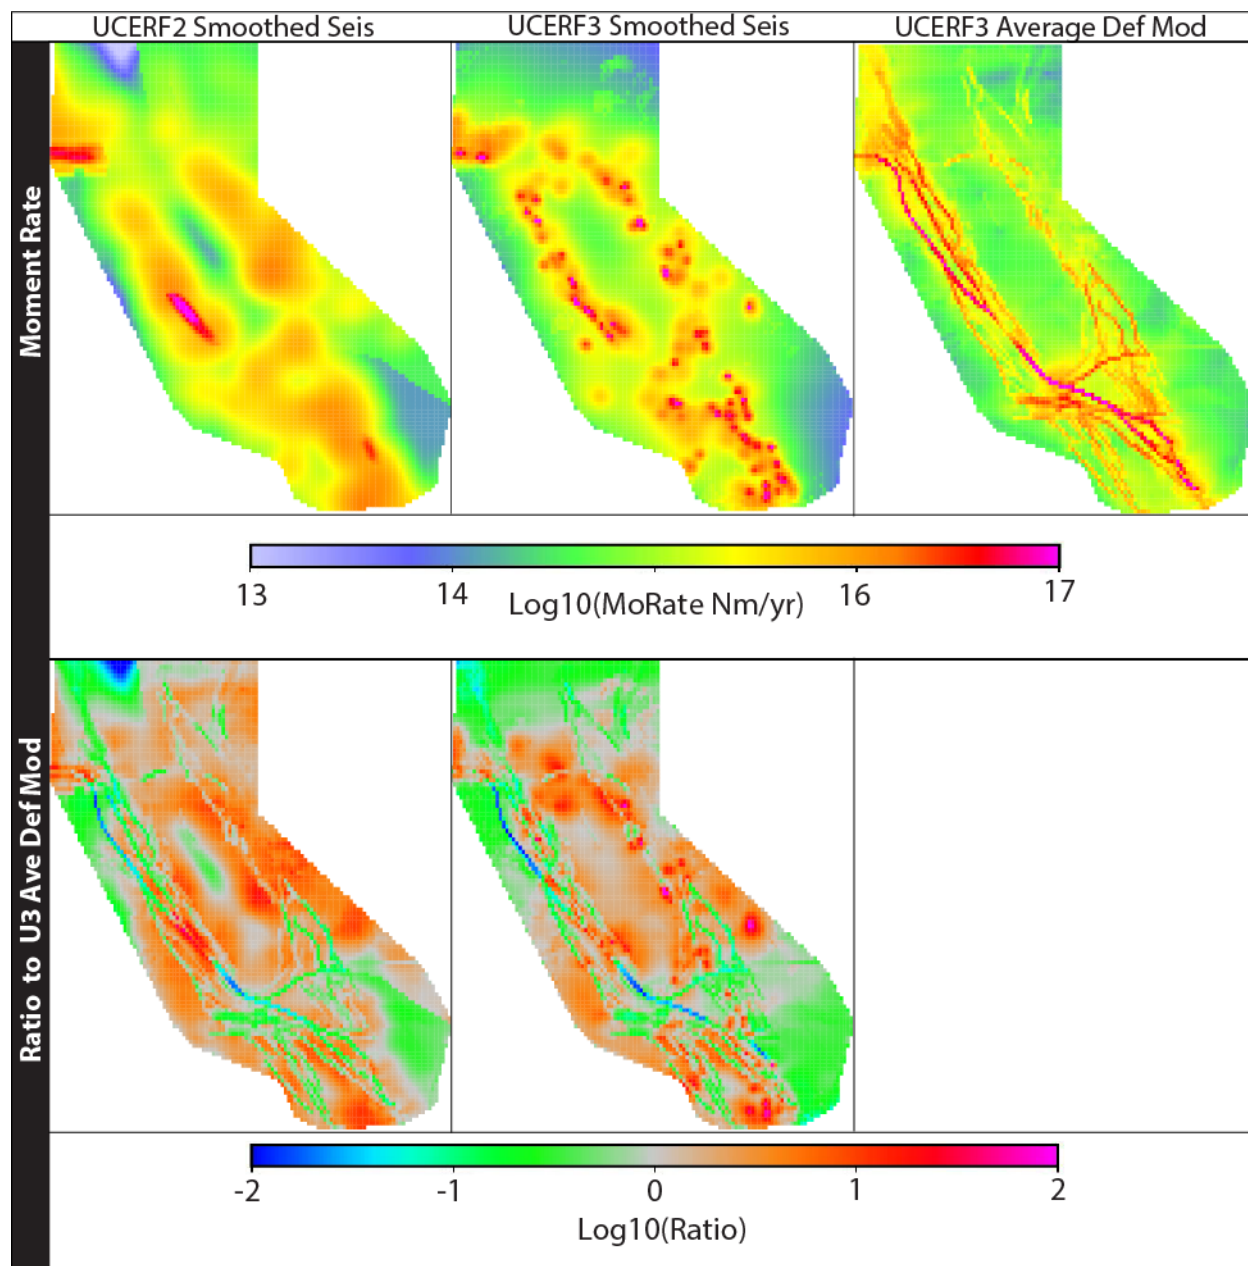 UCERF2 Smoothed Seis
UCERF3 Smoothed Seis
UCERF3 Average Def Mod
Moment Rate
13
14
16
17
Log10(MoRate Nm/yr)
Ratio to U3 Ave Def Mod
-2
-1
0
1
2
Log10(Ratio)